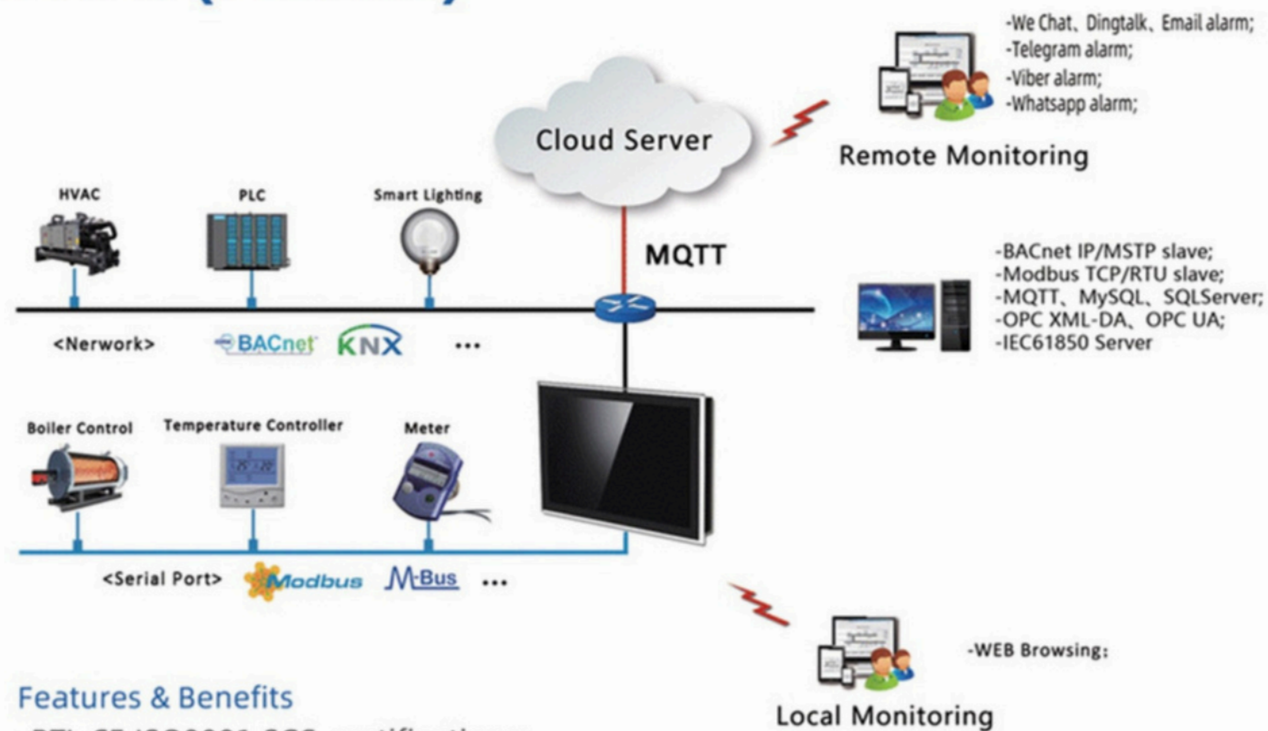 -We Chat、Dingtalk、Email alarm;
-Telegram alarm;
-Viber alarm;
-Whatsapp alarm;
Remote Monitoring
Cloud Server
HVAC
PLC
Smart Lighting
MQTT
-BACnet IP/MSTP slave;
-Modbus TCP/RTU slave;
-MQTT、MySQL、SQLServer;
-OPC XML-DA、OPC UA;
-IEC61850 Server
<Nerwork>
BACnet
KNX
...
Boiler Control
Temperature Controller
Meter
<Serial Port>
Modbus
M-Bus
...
-WEB Browsing;
Local Monitoring
Features & Benefits